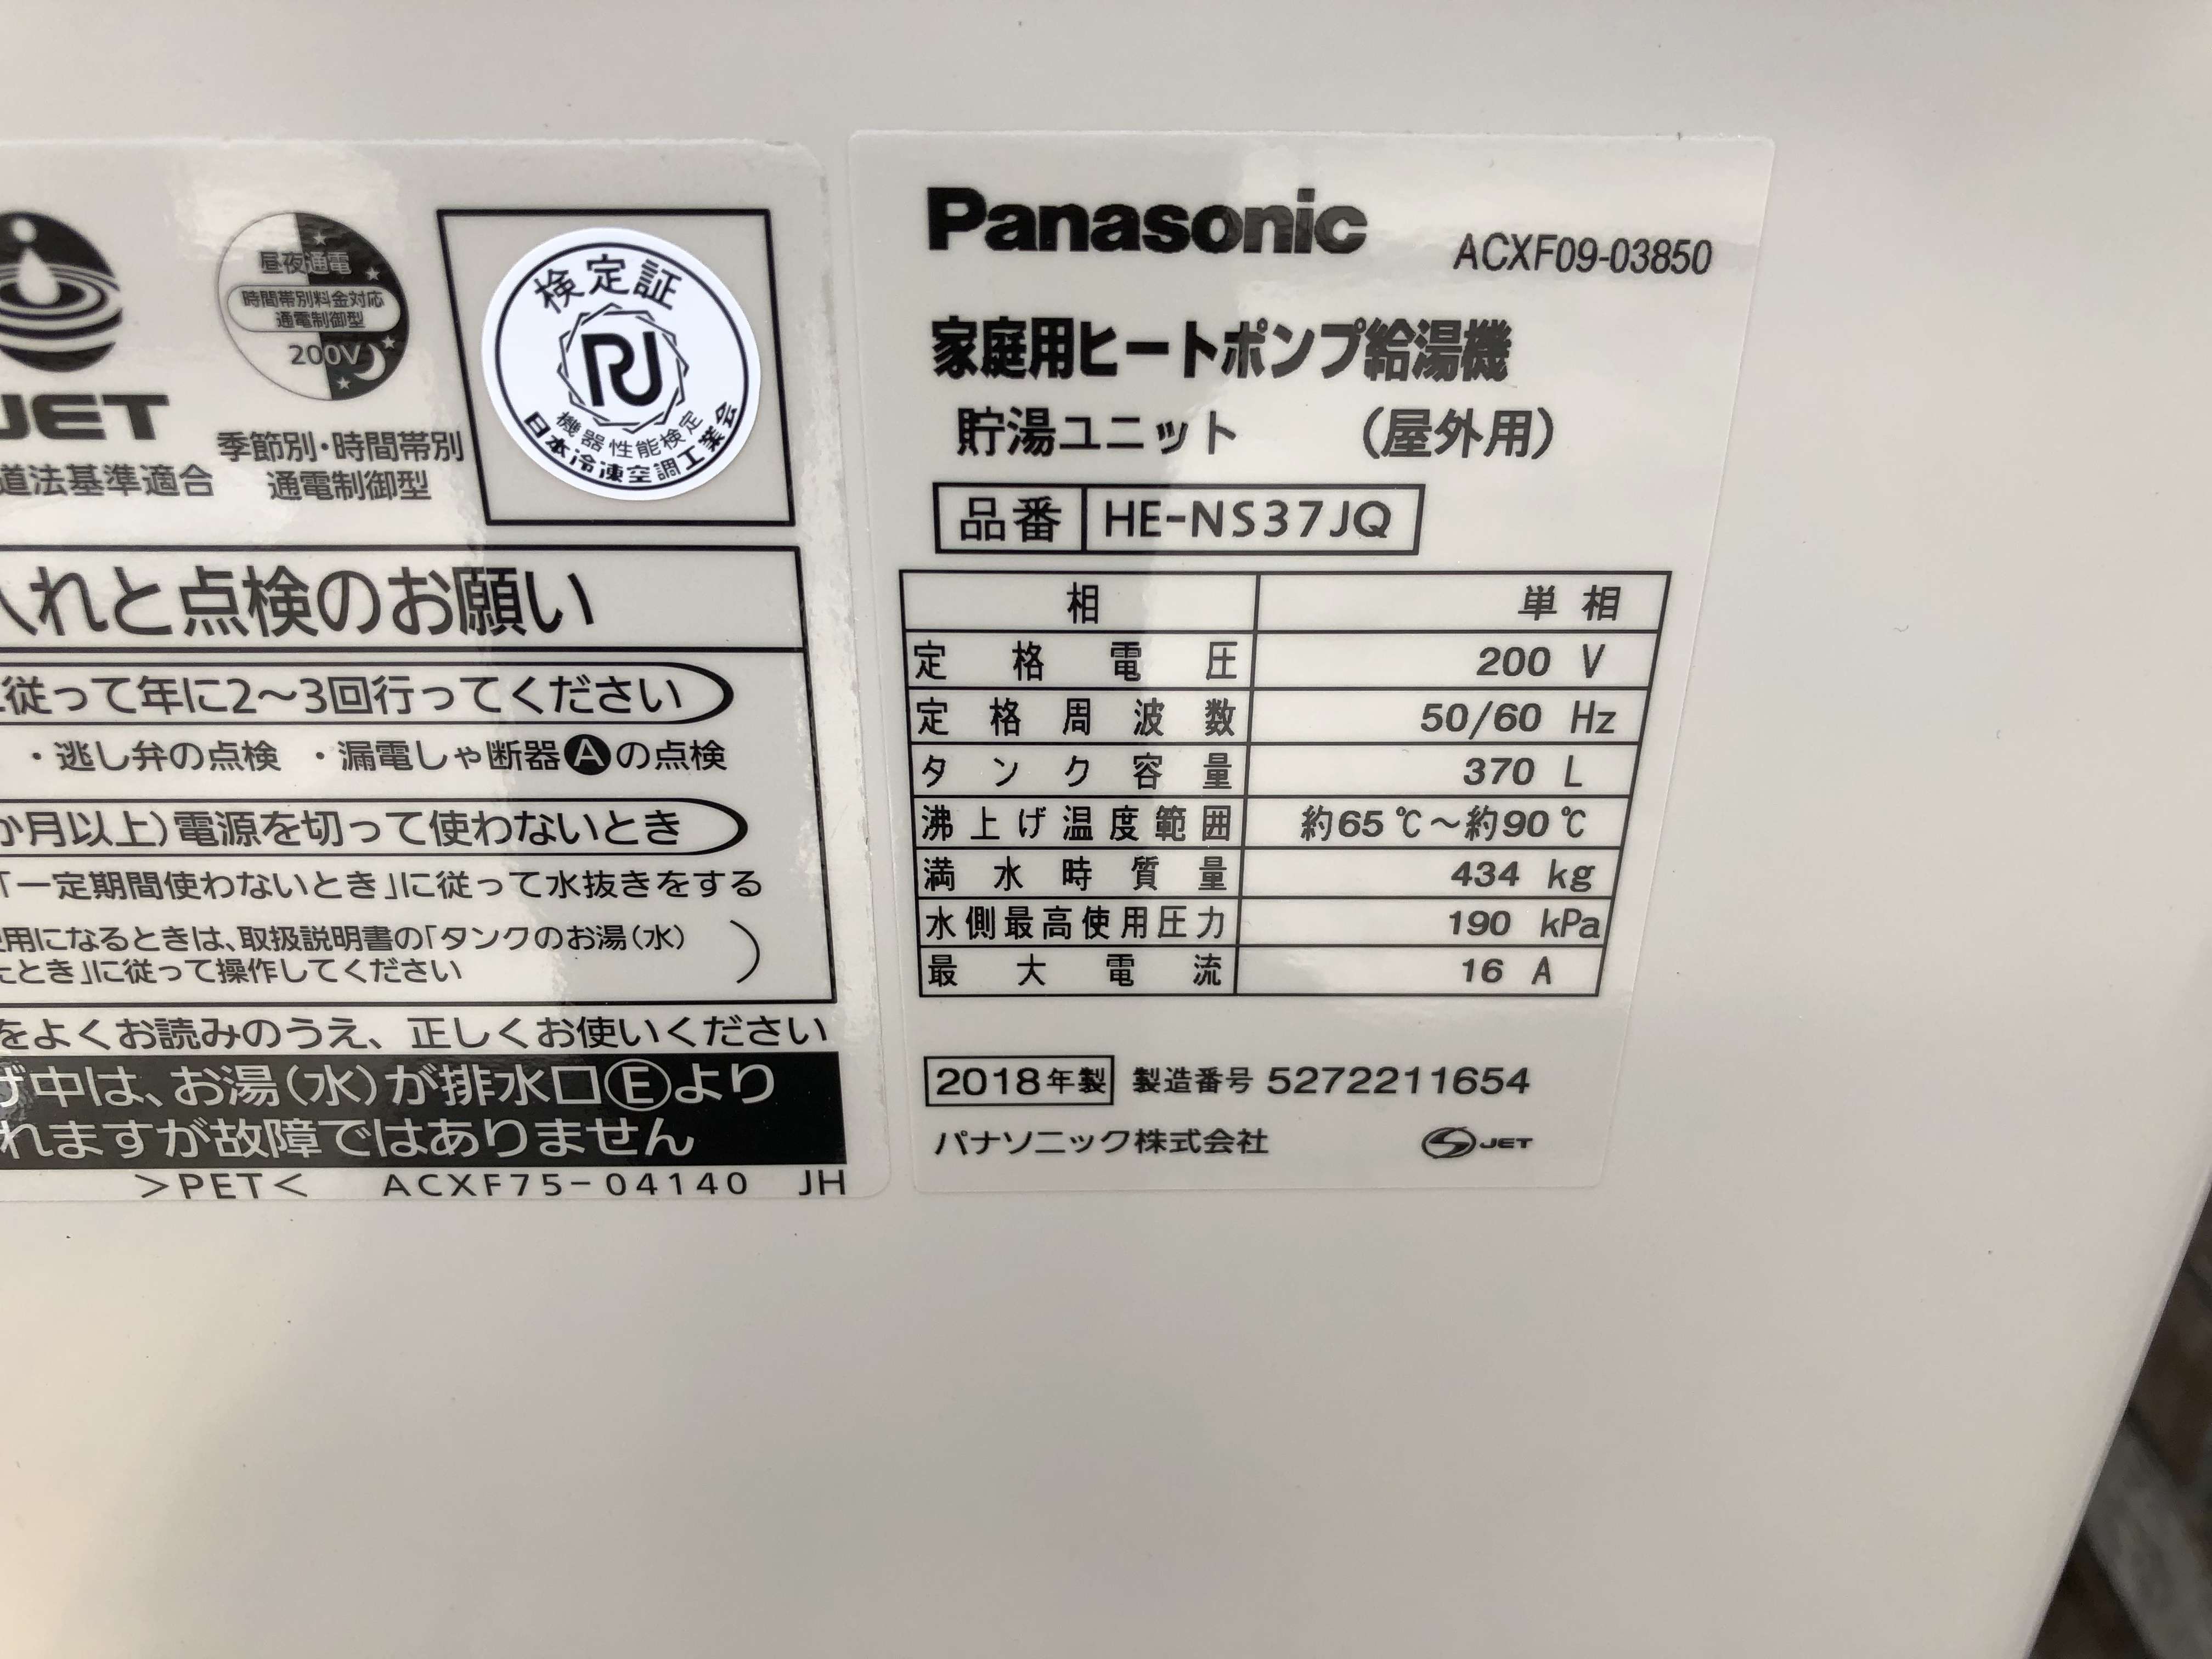 昼夜通電
時間帯別料金対応
通電制御型
200V
JET
道法基準適合
季節別・時間帯別
通電制御型
検定証
機器性能検定
日本冷凍空調工業会
入れと点検のお願い
従って年に2〜3回行ってください
・逃し弁の点検 ・漏電しゃ断器Aの点検
か月以上)電源を切って使わないとき
「一定期間使わないとき」に従って水抜きをする
使用になるときは、取扱説明書の「タンクのお湯(水)
たとき」に従って操作してください
をよくお読みのうえ、正しくお使いください
げ中は、お湯(水)が排水口Ⓔより
れますが故障ではありません
>PET< ACXF75-04140 JH
Panasonic ACXF09-03850
家庭用ヒートポンプ給湯機
貯湯ユニット (屋外用)
品番 HE-NS37JQ
相 単相
定格電圧 200 V
定格周波数 50/60 Hz
タンク容量 370 L
沸上げ温度範囲 約65℃〜約90℃
満水時質量 434 kg
水側最高使用圧力 190 kPa
最大電流 16 A
2018年製 製造番号 5272211654
パナソニック株式会社 JET